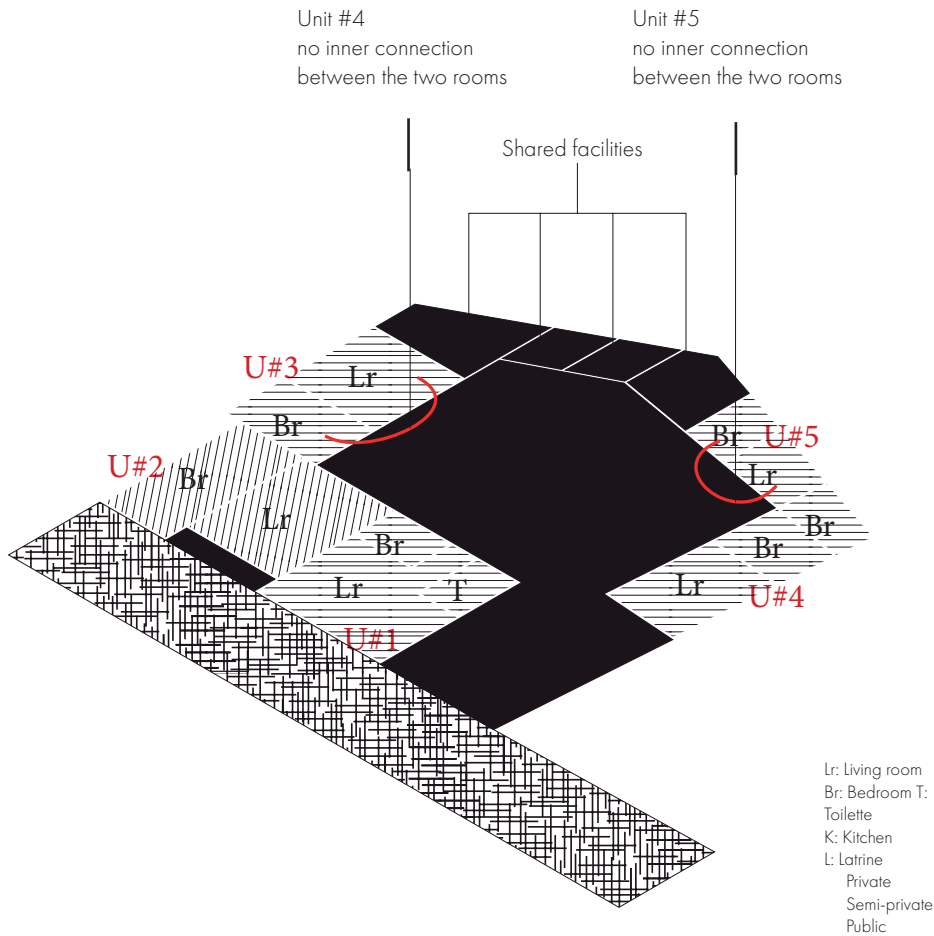 Unit #4
no inner connection
between the two rooms
Unit #5
no inner connection
between the two rooms
Shared facilities
U#3
Lr
Br
U#2
Br
Lr
Br
Lr
T
U#1
Br
U#5
Lr
Br
Br
Lr
U#4
Lr: Living room
Br: Bedroom T:
Toilette
K: Kitchen
L: Latrine
Private
Semi-private
Public